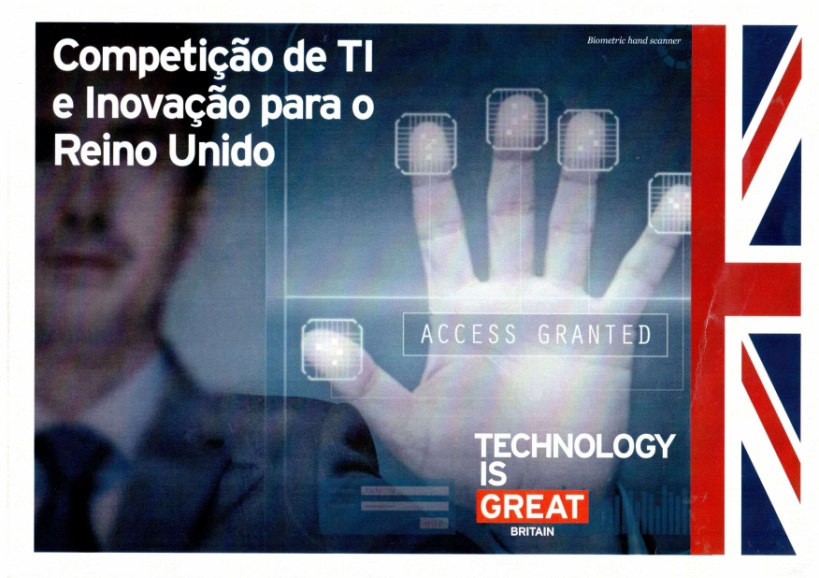 Competição de TI
e Inovação para o
Reino Unido
Biometric hand scanner
ACCESS GRANTED
TECHNOLOGY
IS
GREAT
BRITAIN